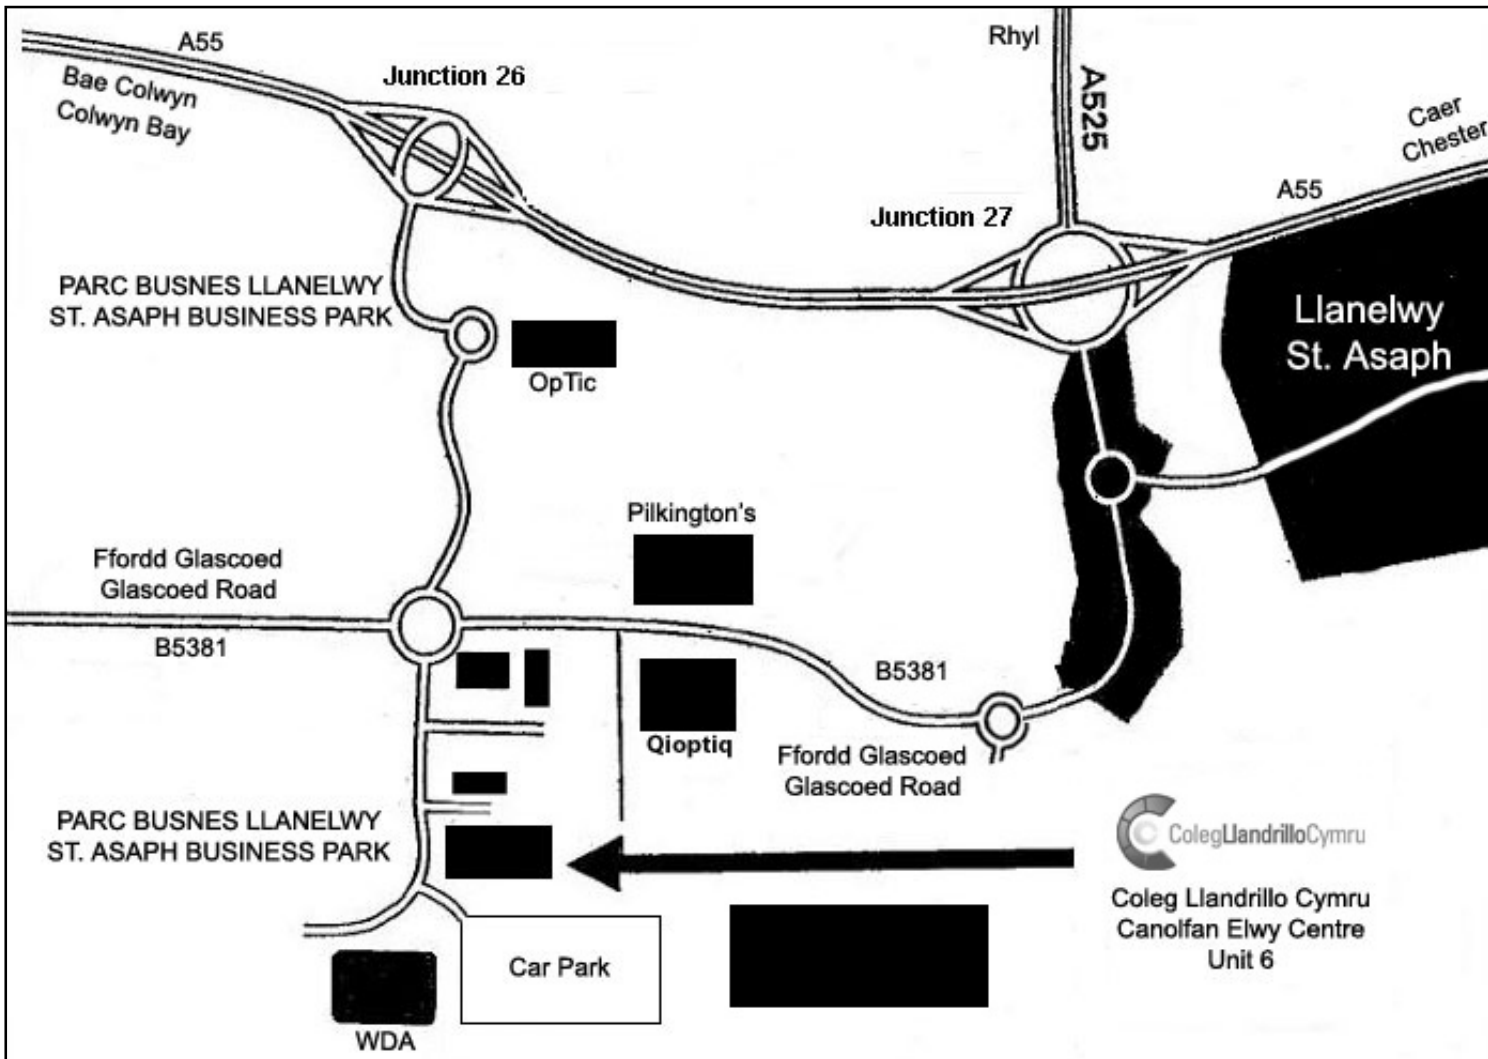 A55
Bae Colwyn
Colwyn Bay
Junction 26
Rhyl
A525
Caer
Chester
Junction 27
A55
PARC BUSNES LLANELWY
ST. ASAPH BUSINESS PARK
OpTic
Llanelwy
St. Asaph
Pilkington's
Ffordd Glascoed
Glascoed Road
B5381
B5381
Qioptiq
Ffordd Glascoed
Glascoed Road
PARC BUSNES LLANELWY
ST. ASAPH BUSINESS PARK
ColegLlandrilloCymru
Coleg Llandrillo Cymru
Canolfan Elwy Centre
Unit 6
Car Park
WDA